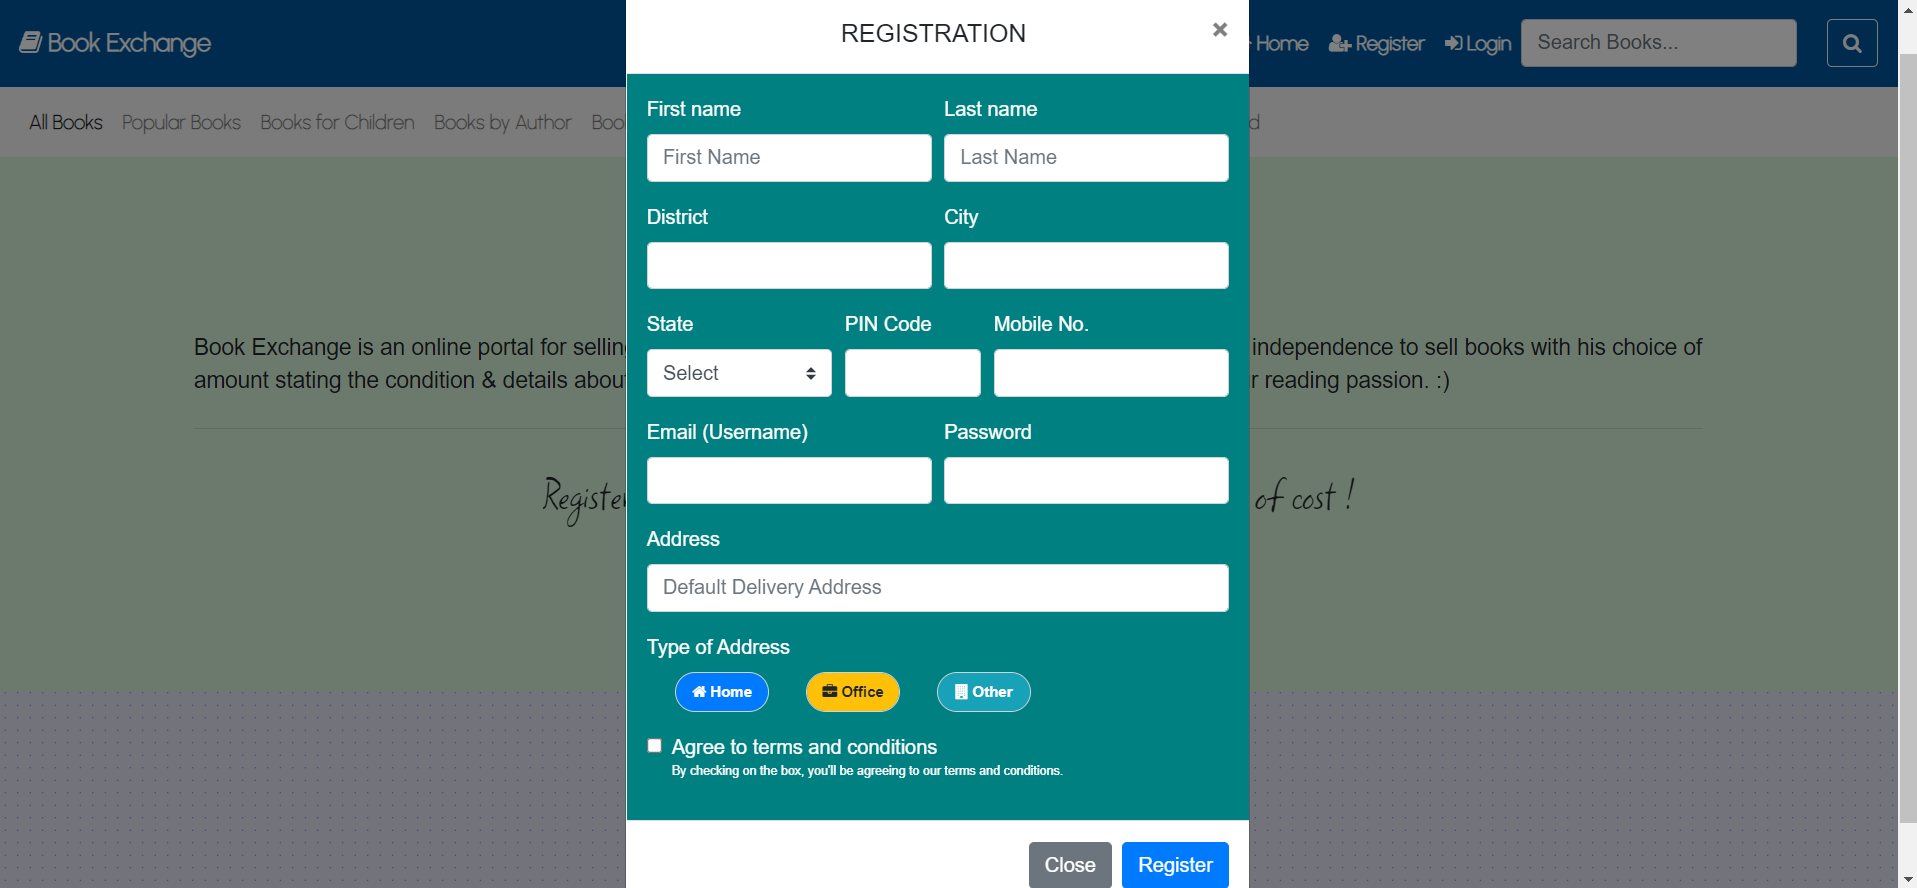 Book Exchange
Home Register Login Search Books...
All Books Popular Books Books for Children Books by Author
REGISTRATION ×
First name Last name
First Name Last Name
District City
State PIN Code Mobile No.
Select
Email (Username) Password
Address
Default Delivery Address
Type of Address
Home Office Other
Agree to terms and conditions
By checking on the box, you'll be agreeing to our terms and conditions.
Close Register
Book Exchange is an online portal for independence to sell books with his choice of
amount stating the condition & details reading passion. :)
of cost !